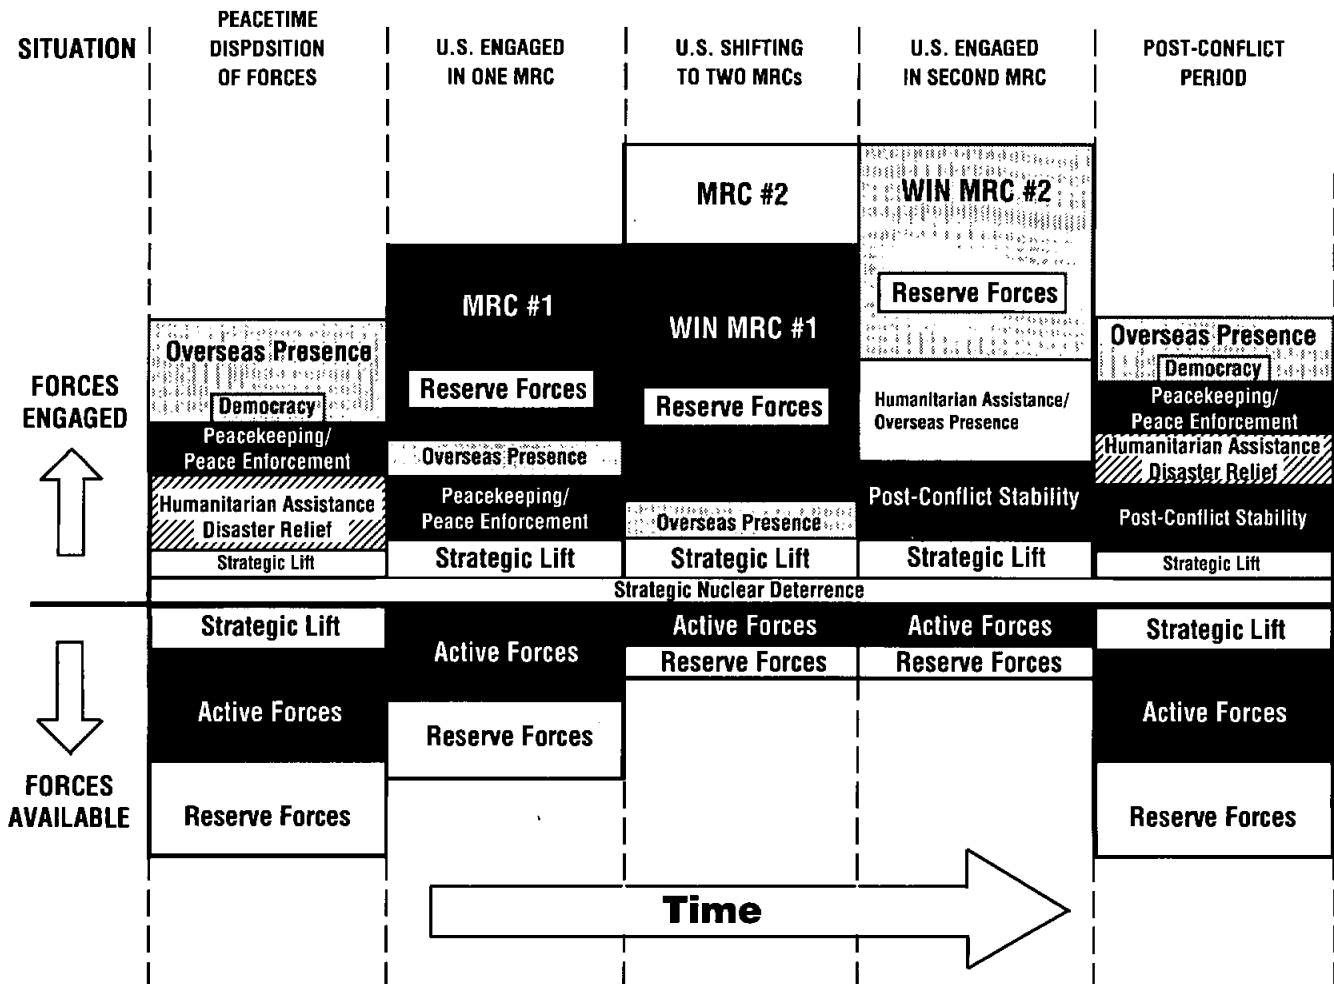 SITUATION
PEACETIME
DISPDSITION
OF FORCES
U.S. ENGAGED
IN ONE MRC
U.S. SHIFTING
TO TWO MRCs
U.S. ENGAGED
IN SECOND MRC
POST-CONFLICT
PERIOD
FORCES
ENGAGED
FORCES
AVAILABLE
Overseas Presence
Democracy
Peacekeeping/
Peace Enforcement
Humanitarian Assistance
Disaster Relief
Strategic Lift
MRC #1
Reserve Forces
Overseas Presence
Peacekeeping/
Peace Enforcement
Strategic Lift
MRC #2
WIN MRC #1
Reserve Forces
Overseas Presence
Strategic Lift
WIN MRC #2
Reserve Forces
Humanitarian Assistance/
Overseas Presence
Post-Conflict Stability
Strategic Lift
Overseas Presence
Democracy
Peacekeeping/
Peace Enforcement
Humanitarian Assistance
Disaster Relief
Post-Conflict Stability
Strategic Lift
Strategic Nuclear Deterrence
Strategic Lift
Active Forces
Reserve Forces
Active Forces
Reserve Forces
Active Forces
Reserve Forces
Active Forces
Reserve Forces
Strategic Lift
Active Forces
Reserve Forces
Time